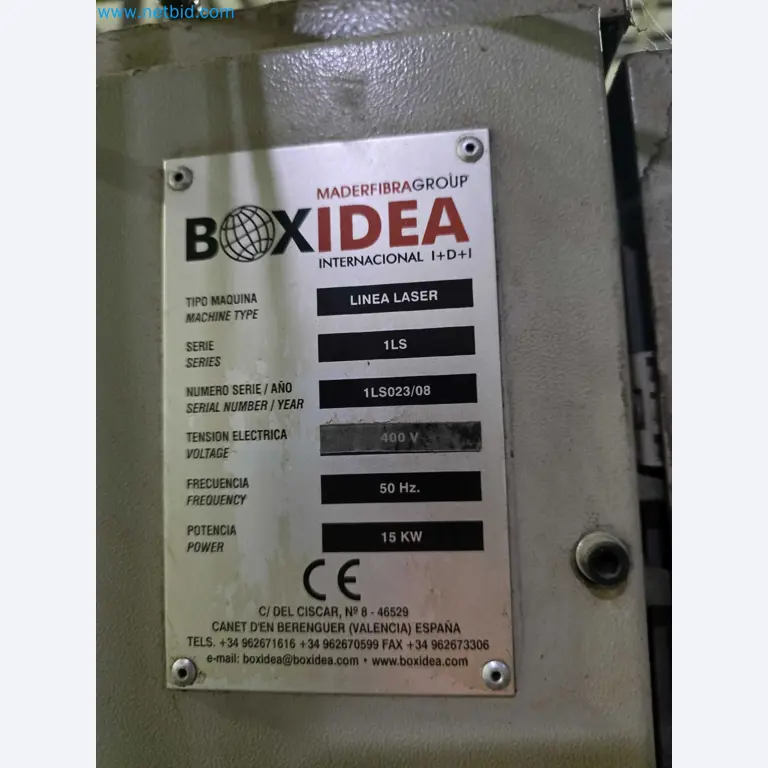 www.netbid.com
MADERFIBRAGROUP
BOXIDEA
INTERNACIONAL I+D+I
TIPO MAQUINA
MACHINE TYPE
LINEA LASER
SERIE
SERIES
1LS
NUMERO SERIE / AÑO
SERIAL NUMBER / YEAR
1LS023/08
TENSION ELECTRICA
VOLTAGE
400 V
FRECUENCIA
FREQUENCY
50 Hz.
POTENCIA
POWER
15 KW
CE
C/ DEL CISCAR, Nº 8 - 46529
CANET D'EN BERENGUER (VALENCIA) ESPAÑA
TELS. +34 962671616 +34 962670599 FAX +34 962673306
e-mail: boxidea@boxidea.com • www.boxidea.com